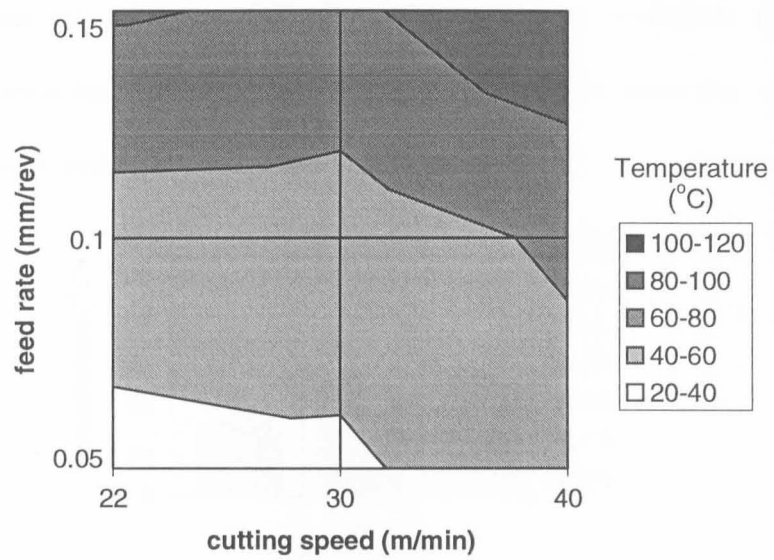 0.15
0.1
0.05
feed rate (mm/rev)
22
30
40
cutting speed (m/min)
Temperature
(°C)
100-120
80-100
60-80
40-60
20-40